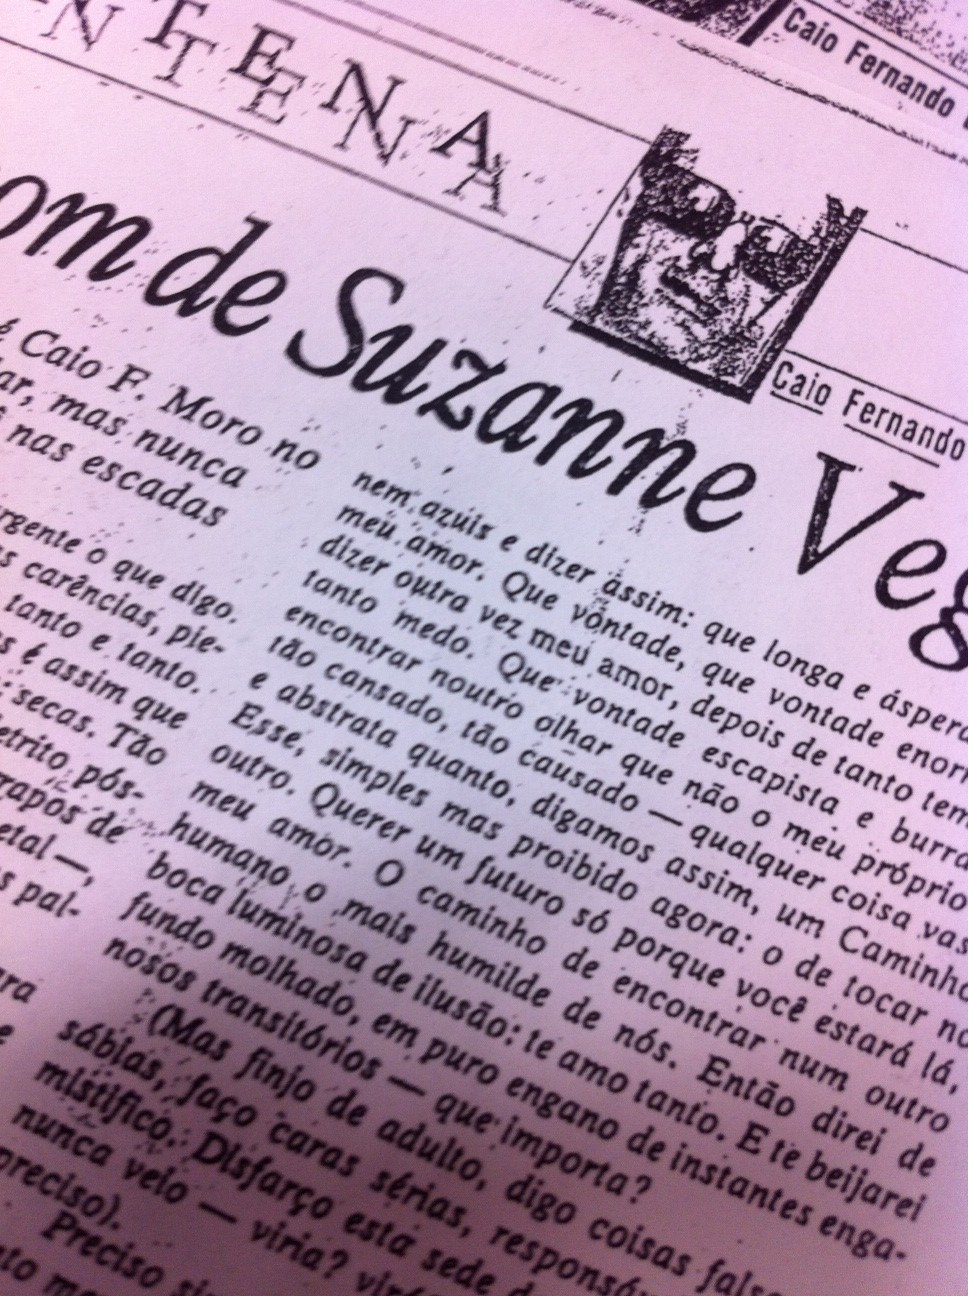 Caio Fernando
NTENA
om de Suzanne Veg
Caio Fernando
é Caio F. Moro no
ar, mas nunca
nas escadas
rgente o que digo.
s carências, pie-
tanto e tanto.
s é assim que
secas. Tão
etrito pós-
rapos de
etal —,
s pal-
ara
e
nem azuis e dizer assim: que longa e áspera
meu amor. Que vontade, que vontade enorm
dizer outra vez meu amor, depois de tanto tem
tanto medo. Que vontade escapista e burra
encontrar noutro olhar que não o meu próprio
tão cansado, tão causado — qualquer coisa vas
e abstrata quanto, digamos assim, um Caminho
Esse, simples mas proibido agora: o de tocar no
outro. Querer um futuro só porque você estará lá,
meu amor. O caminho de encontrar num outro
humano o mais humilde de nós. Então direi de
boca luminosa de ilusão: te amo tanto. E te beijarei
fundo molhado, em puro engano de instantes enga-
nosos transitórios — que importa?
(Mas finjo de adulto, digo coisas fals
sábias, faço caras sérias, responsáv
mistifico. Disfarço esta sede d
nunca veio — viria? virá
preciso).
Preciso